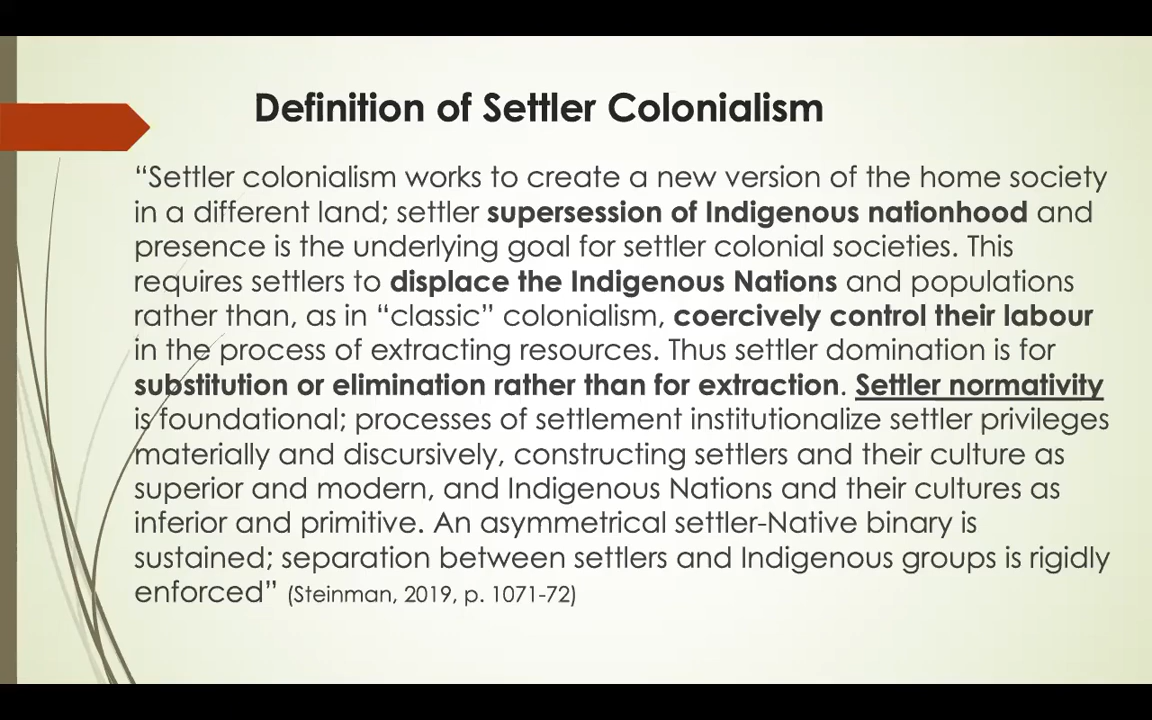 Definition of Settler Colonialism
“Settler colonialism works to create a new version of the home society
in a different land; settler supersession of Indigenous nationhood and
presence is the underlying goal for settler colonial societies. This
requires settlers to displace the Indigenous Nations and populations
rather than, as in “classic” colonialism, coercively control their labour
in the process of extracting resources. Thus settler domination is for
substitution or elimination rather than for extraction. Settler normativity
is foundational; processes of settlement institutionalize settler privileges
materially and discursively, constructing settlers and their culture as
superior and modern, and Indigenous Nations and their cultures as
inferior and primitive. An asymmetrical settler-Native binary is
sustained; separation between settlers and Indigenous groups is rigidly
enforced” (Steinman, 2019, p. 1071-72)